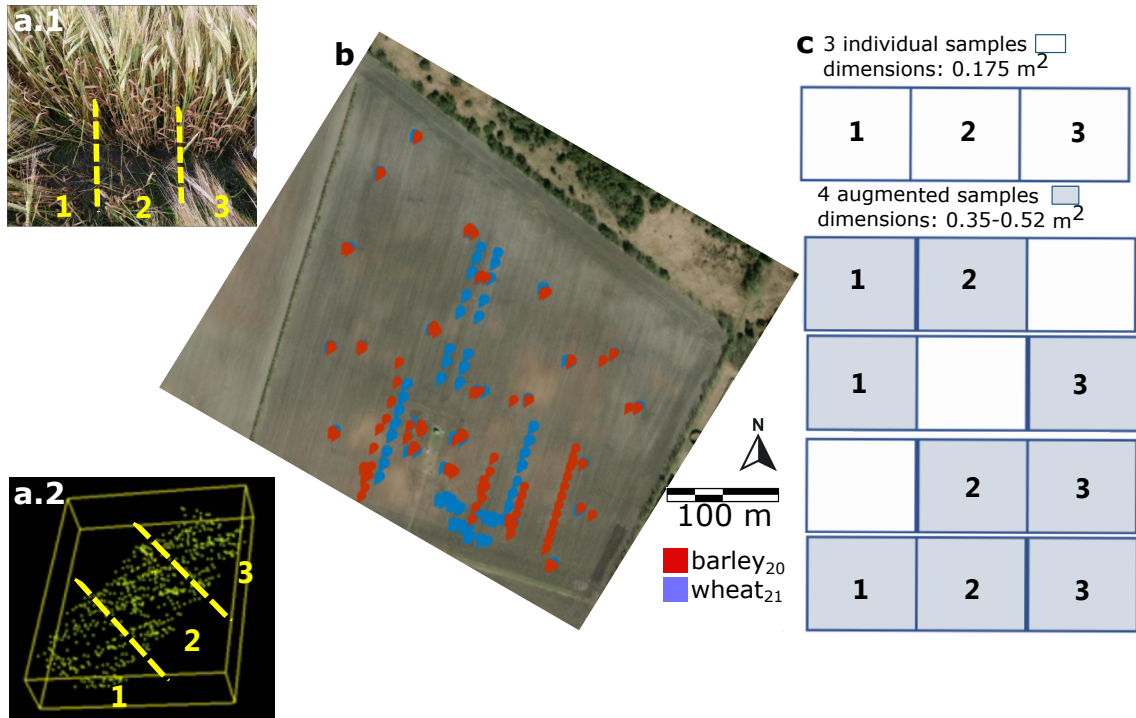 a.1
1 2 3
a.2
3
2
1
b
N
100 m
barley₂₀
wheat₂₁
c 3 individual samples
dimensions: 0.175 m²
1 2 3
4 augmented samples
dimensions: 0.35-0.52 m²
1 2
1 3
2 3
1 2 3